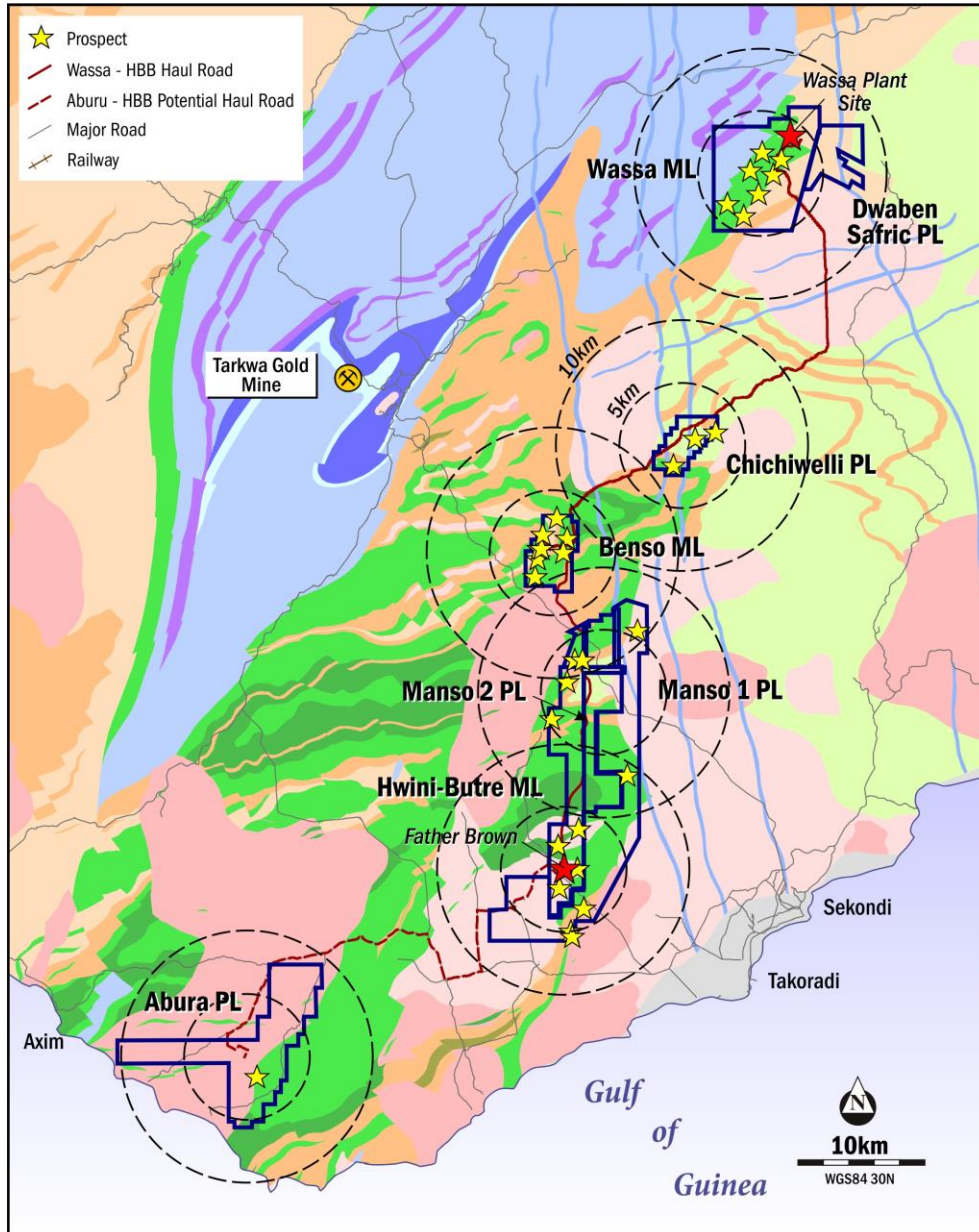 Prospect
Wassa - HBB Haul Road
Aburu - HBB Potential Haul Road
Major Road
Railway
Wassa Plant
Site
Wassa ML
Dwaben
Safric PL
Tarkwa Gold
Mine
10km
5km
Chichiwelli PL
Benso ML
Manso 2 PL
Manso 1 PL
Hwini-Butre ML
Father Brown
Sekondi
Takoradi
Abura PL
Axim
Gulf
of
Guinea
N
10km
WGS84 30N